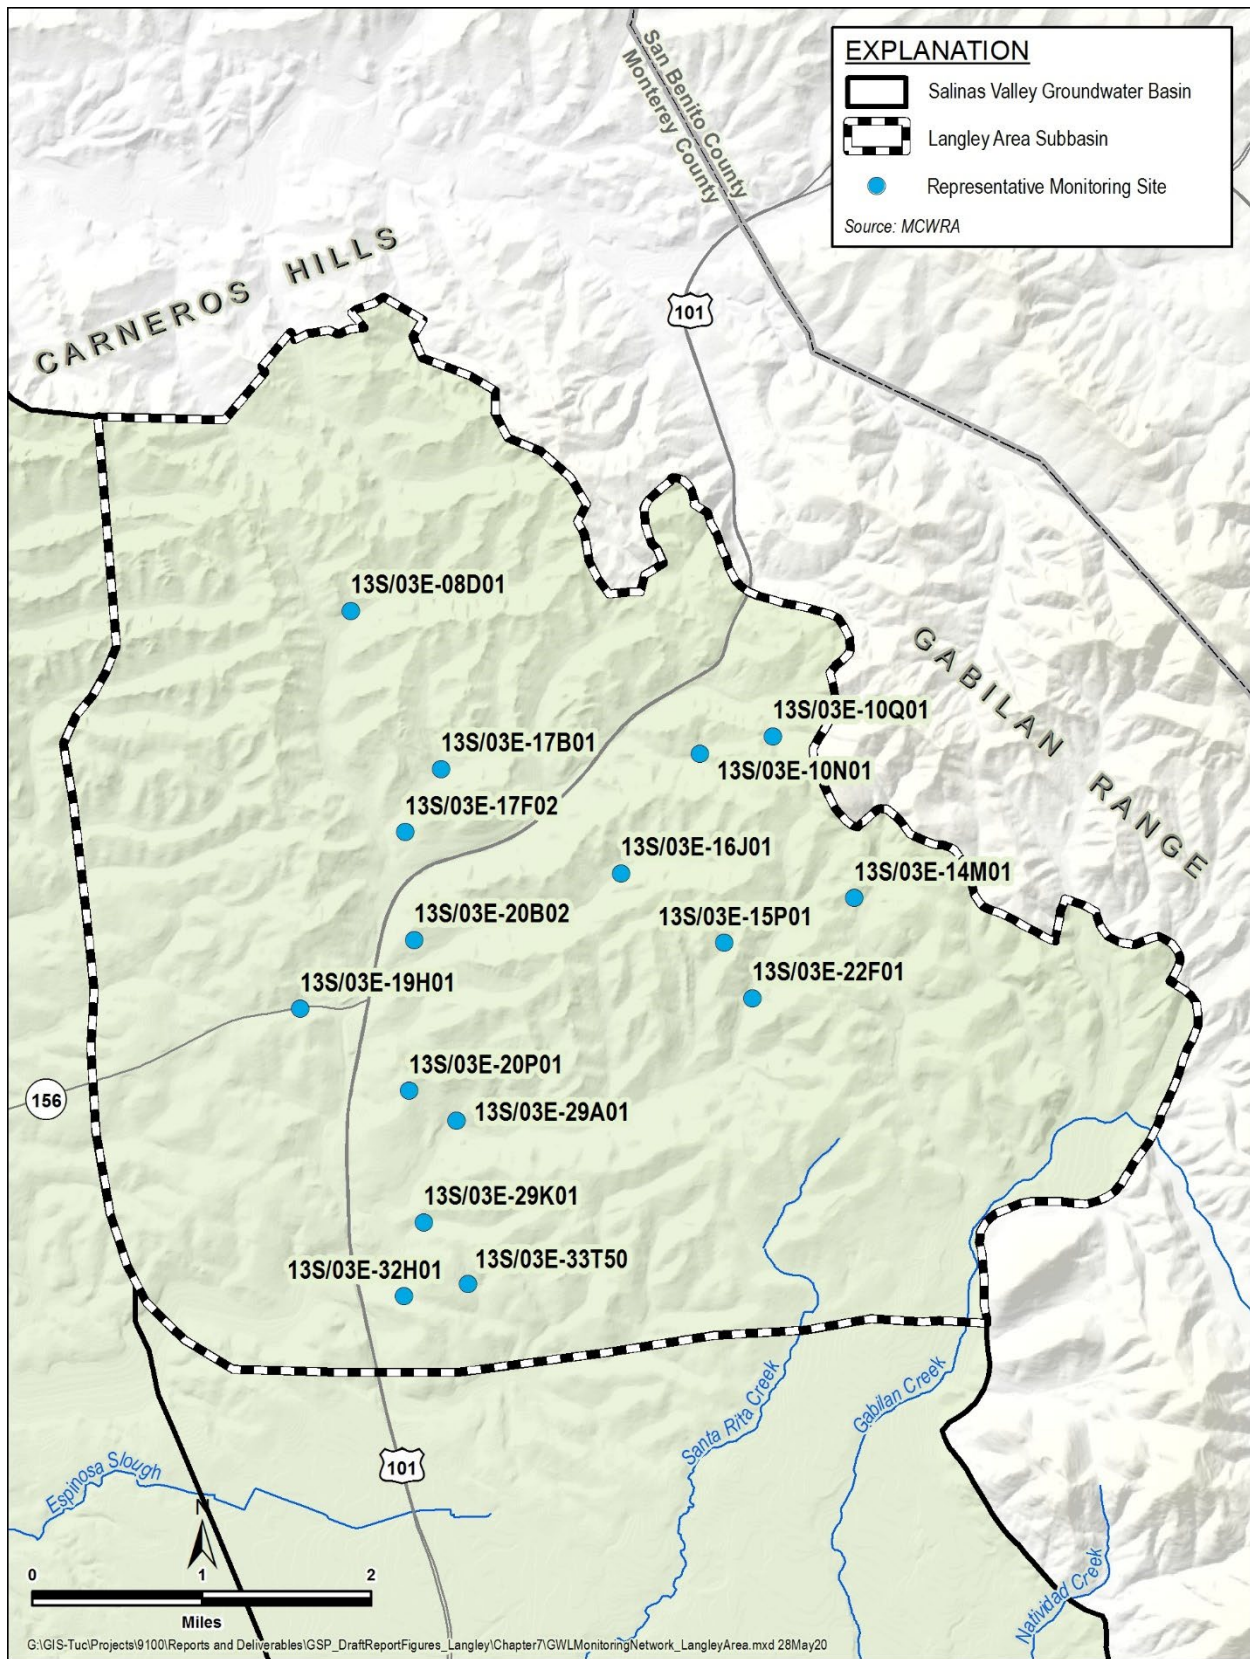 EXPLANATION
Salinas Valley Groundwater Basin
Langley Area Subbasin
Representative Monitoring Site
Source: MCWRA
San Benito County
Monterey County
CARNEROS HILLS
101
GABILAN RANGE
13S/03E-08D01
13S/03E-10Q01
13S/03E-17B01
13S/03E-10N01
13S/03E-17F02
13S/03E-16J01
13S/03E-14M01
13S/03E-20B02
13S/03E-15P01
13S/03E-22F01
13S/03E-19H01
156
13S/03E-20P01
13S/03E-29A01
13S/03E-29K01
13S/03E-33T50
13S/03E-32H01
Santa Rita Creek
Gabilan Creek
101
Espinosa Slough
Natividad Creek
N
0 1 2
Miles
G:\GIS-Tuc\Projects\9100\Reports and Deliverables\GSP_DraftReportFigures_Langley\Chapter7\GWLMonitoringNetwork_LangleyArea.mxd 28May20